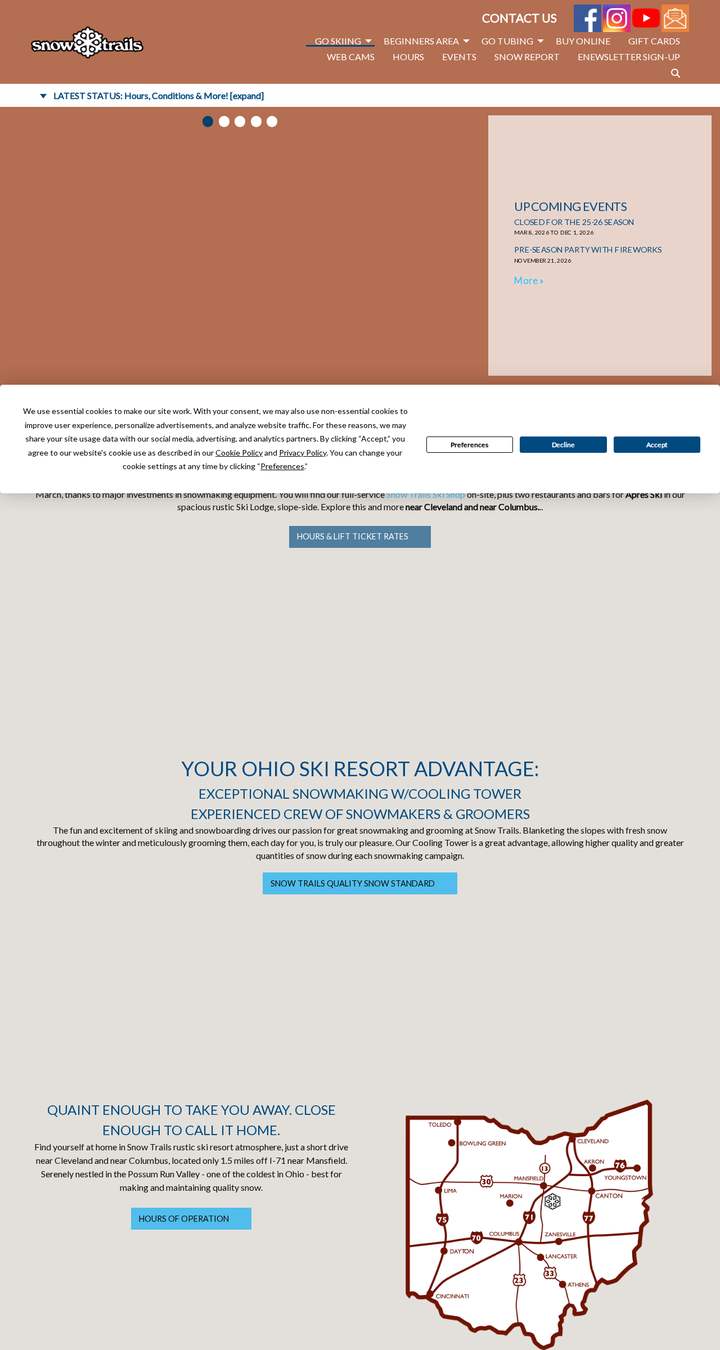 CONTACT US
snow trails
GO SKIING BEGINNERS AREA GO TUBING BUY ONLINE GIFT CARDS
WEB CAMS HOURS EVENTS SNOW REPORT ENEWSLETTER SIGN-UP
LATEST STATUS: Hours, Conditions & More! [expand]
UPCOMING EVENTS
CLOSED FOR THE 25-26 SEASON
MAR 8, 2026 TO DEC 1, 2026
PRE-SEASON PARTY WITH FIREWORKS
NOVEMBER 21, 2026
More »
We use essential cookies to make our site work. With your consent, we may also use non-essential cookies to
improve user experience, personalize advertisements, and analyze website traffic. For these reasons, we may
share your site usage data with our social media, advertising, and analytics partners. By clicking “Accept,” you
agree to our website's cookie use as described in our Cookie Policy and Privacy Policy. You can change your
cookie settings at any time by clicking “Preferences.”
Preferences Decline Accept
March, thanks to major investments in snowmaking equipment. You will find our full-service Snow Trails Ski Shop on-site, plus two restaurants and bars for Apres Ski in our
spacious rustic Ski Lodge, slope-side. Explore this and more near Cleveland and near Columbus...
HOURS & LIFT TICKET RATES
YOUR OHIO SKI RESORT ADVANTAGE:
EXCEPTIONAL SNOWMAKING W/COOLING TOWER
EXPERIENCED CREW OF SNOWMAKERS & GROOMERS
The fun and excitement of skiing and snowboarding drives our passion for great snowmaking and grooming at Snow Trails. Blanketing the slopes with fresh snow
throughout the winter and meticulously grooming them, each day for you, is truly our pleasure. Our Cooling Tower is a great advantage, allowing higher quality and greater
quantities of snow during each snowmaking campaign.
SNOW TRAILS QUALITY SNOW STANDARD
QUAINT ENOUGH TO TAKE YOU AWAY. CLOSE
ENOUGH TO CALL IT HOME.
Find yourself at home in Snow Trails rustic ski resort atmosphere, just a short drive
near Cleveland and near Columbus, located only 1.5 miles off I-71 near Mansfield.
Serenely nestled in the Possum Run Valley - one of the coldest in Ohio - best for
making and maintaining quality snow.
HOURS OF OPERATION
TOLEDO
BOWLING GREEN
CLEVELAND
AKRON
76
YOUNGSTOWN
13
MANSFIELD
30
LIMA
MARION
CANTON
75
71
77
COLUMBUS
ZANESVILLE
70
DAYTON
LANCASTER
23
33
ATHENS
CINCINNATI